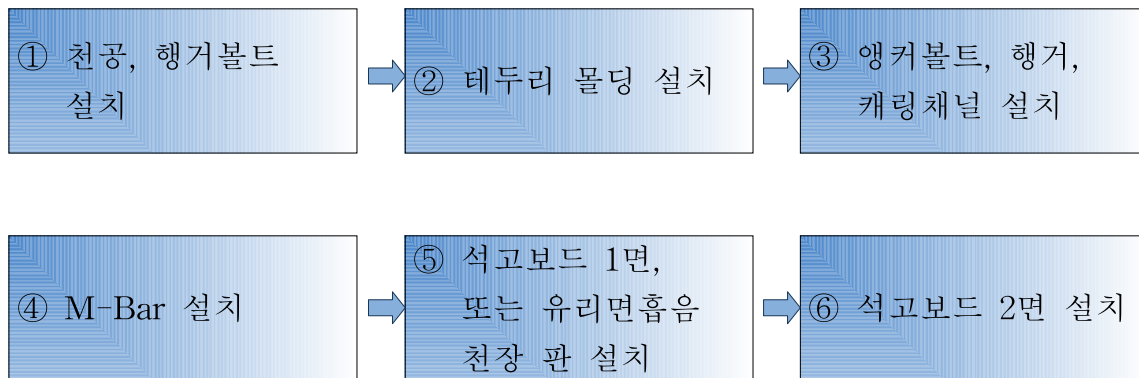 ① 천공, 행거볼트
설치
② 테두리 몰딩 설치
③ 앵커볼트, 행거,
캐링채널 설치
④ M-Bar 설치
⑤ 석고보드 1면,
또는 유리면흡음
천장 판 설치
⑥ 석고보드 2면 설치